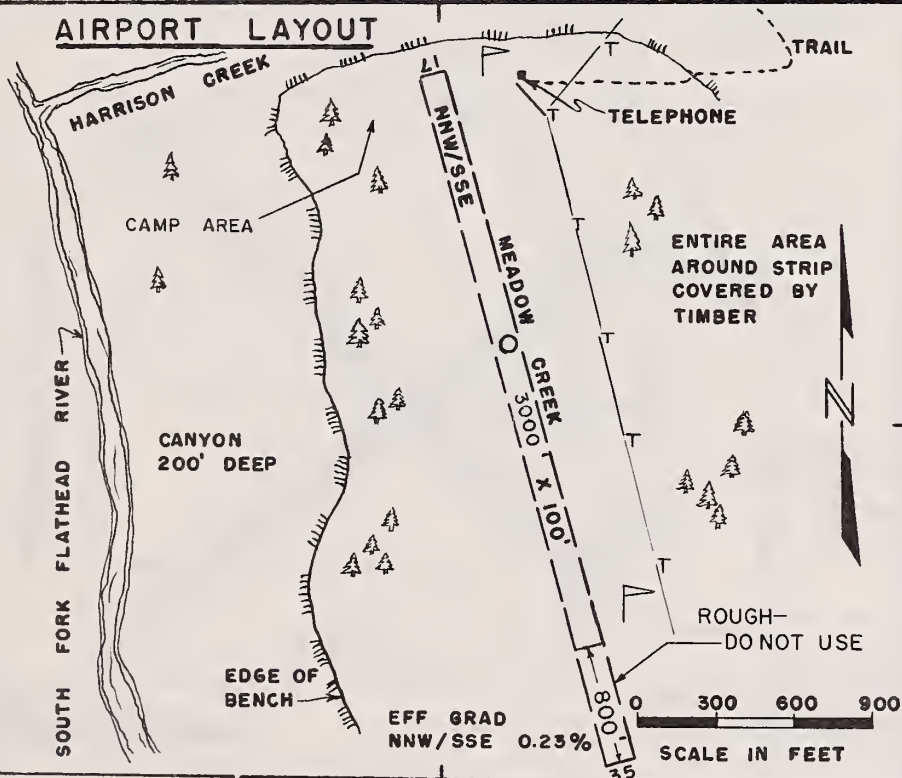 AIRPORT LAYOUT
HARRISON CREEK
TRAIL
TELEPHONE
17
NNW/SSE
T
T
T
T
T
T
CAMP AREA
MEADOW CREEK
3000' X 100'
ENTIRE AREA
AROUND STRIP
COVERED BY
TIMBER
N
SOUTH FORK FLATHEAD RIVER
CANYON
200' DEEP
ROUGH-
DO NOT USE
EDGE OF
BENCH
EFF GRAD
NNW/SSE 0.23%
800'
35
0 300 600 900
SCALE IN FEET